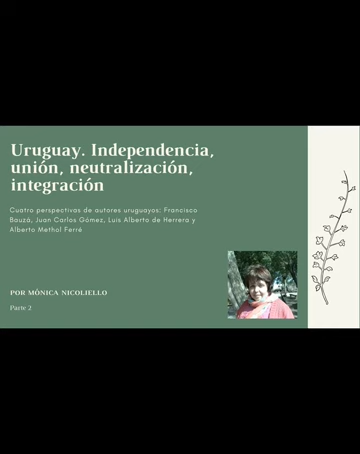 Uruguay. Independencia,
unión, neutralización,
integración
Cuatro perspectivas de autores uruguayos: Francisco
Bauzá, Juan Carlos Gómez, Luis Alberto de Herrera y
Alberto Methol Ferré
POR MÓNICA NICOLIELLO
Parte 2